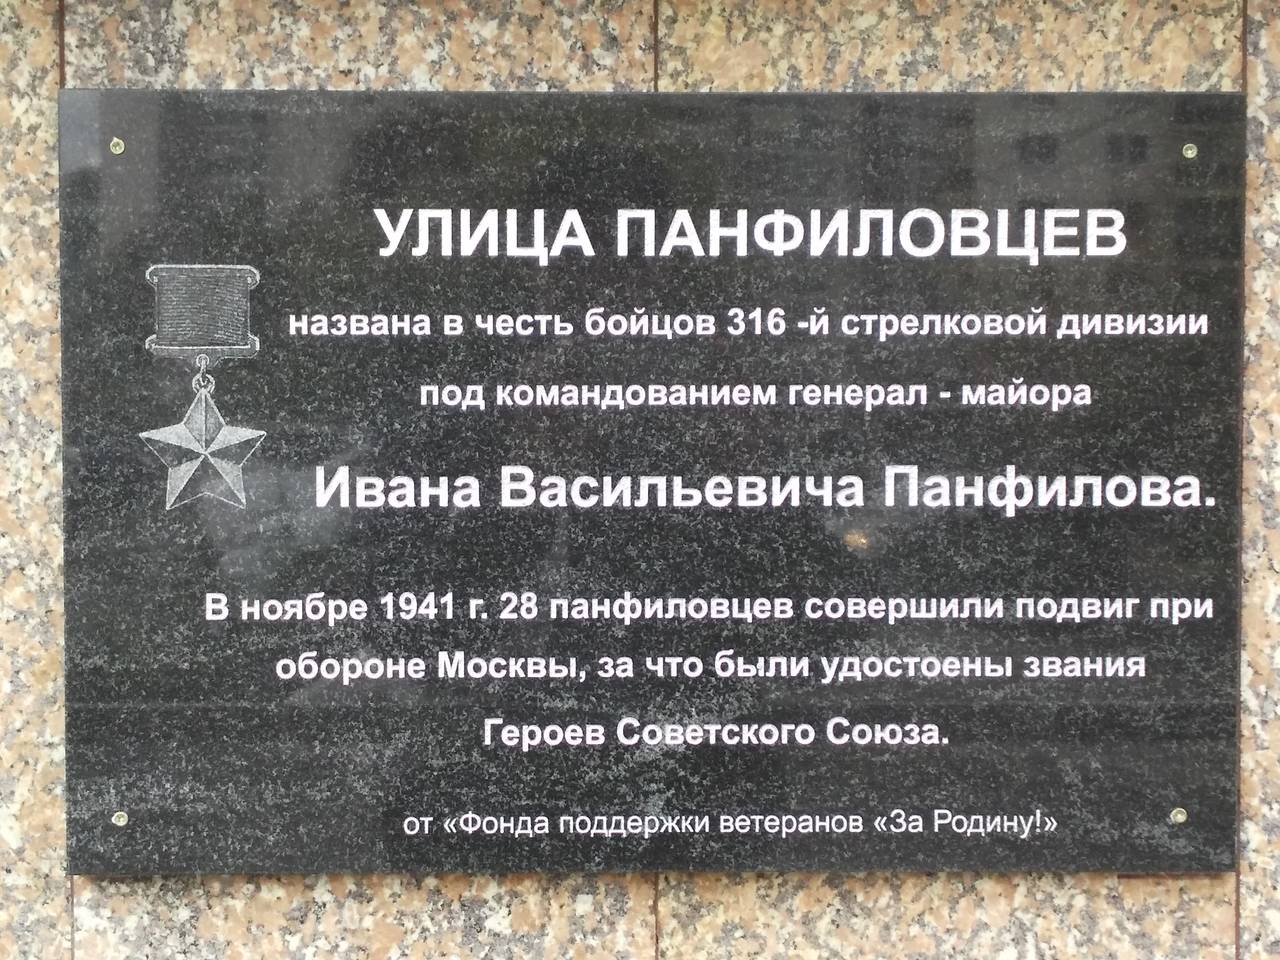 УЛИЦА ПАНФИЛОВЦЕВ
названа в честь бойцов 316 -й стрелковой дивизии
под командованием генерал - майора
Ивана Васильевича Панфилова.
В ноябре 1941 г. 28 панфиловцев совершили подвиг при
обороне Москвы, за что были удостоены звания
Героев Советского Союза.
от «Фонда поддержки ветеранов «За Родину!»